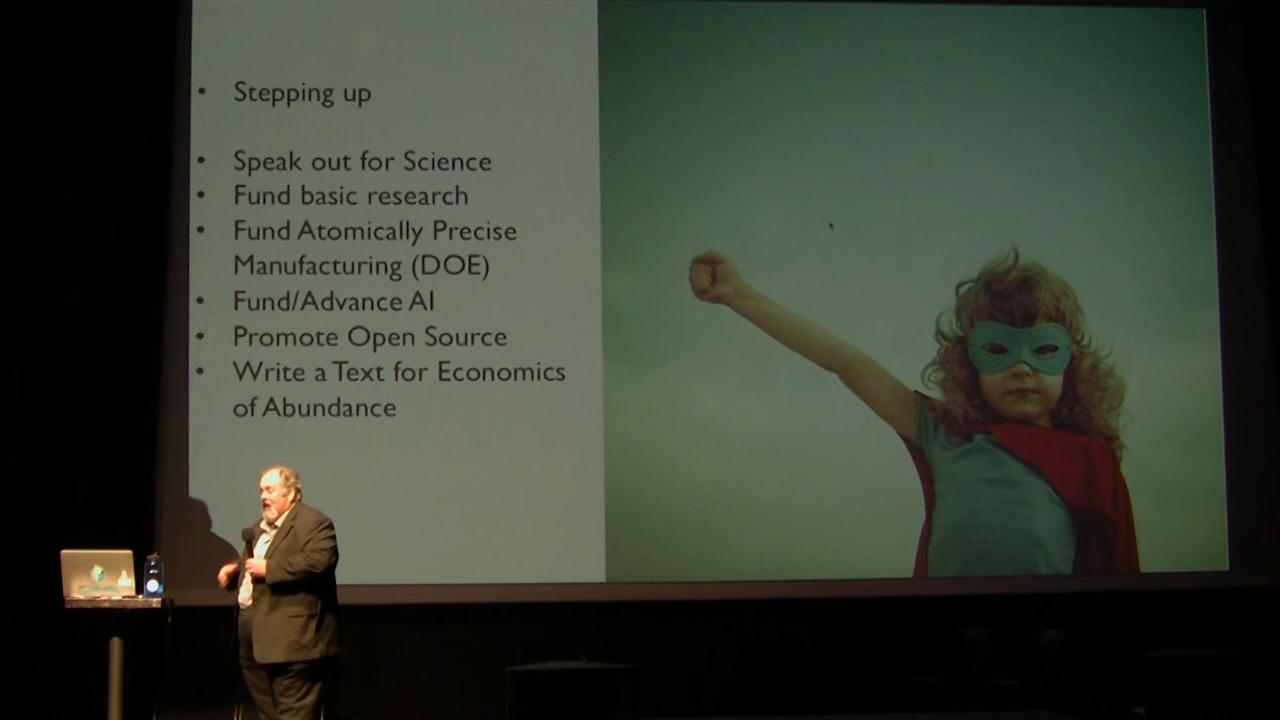 • Stepping up
• Speak out for Science
• Fund basic research
• Fund Atomically Precise
Manufacturing (DOE)
• Fund/Advance AI
• Promote Open Source
• Write a Text for Economics
of Abundance